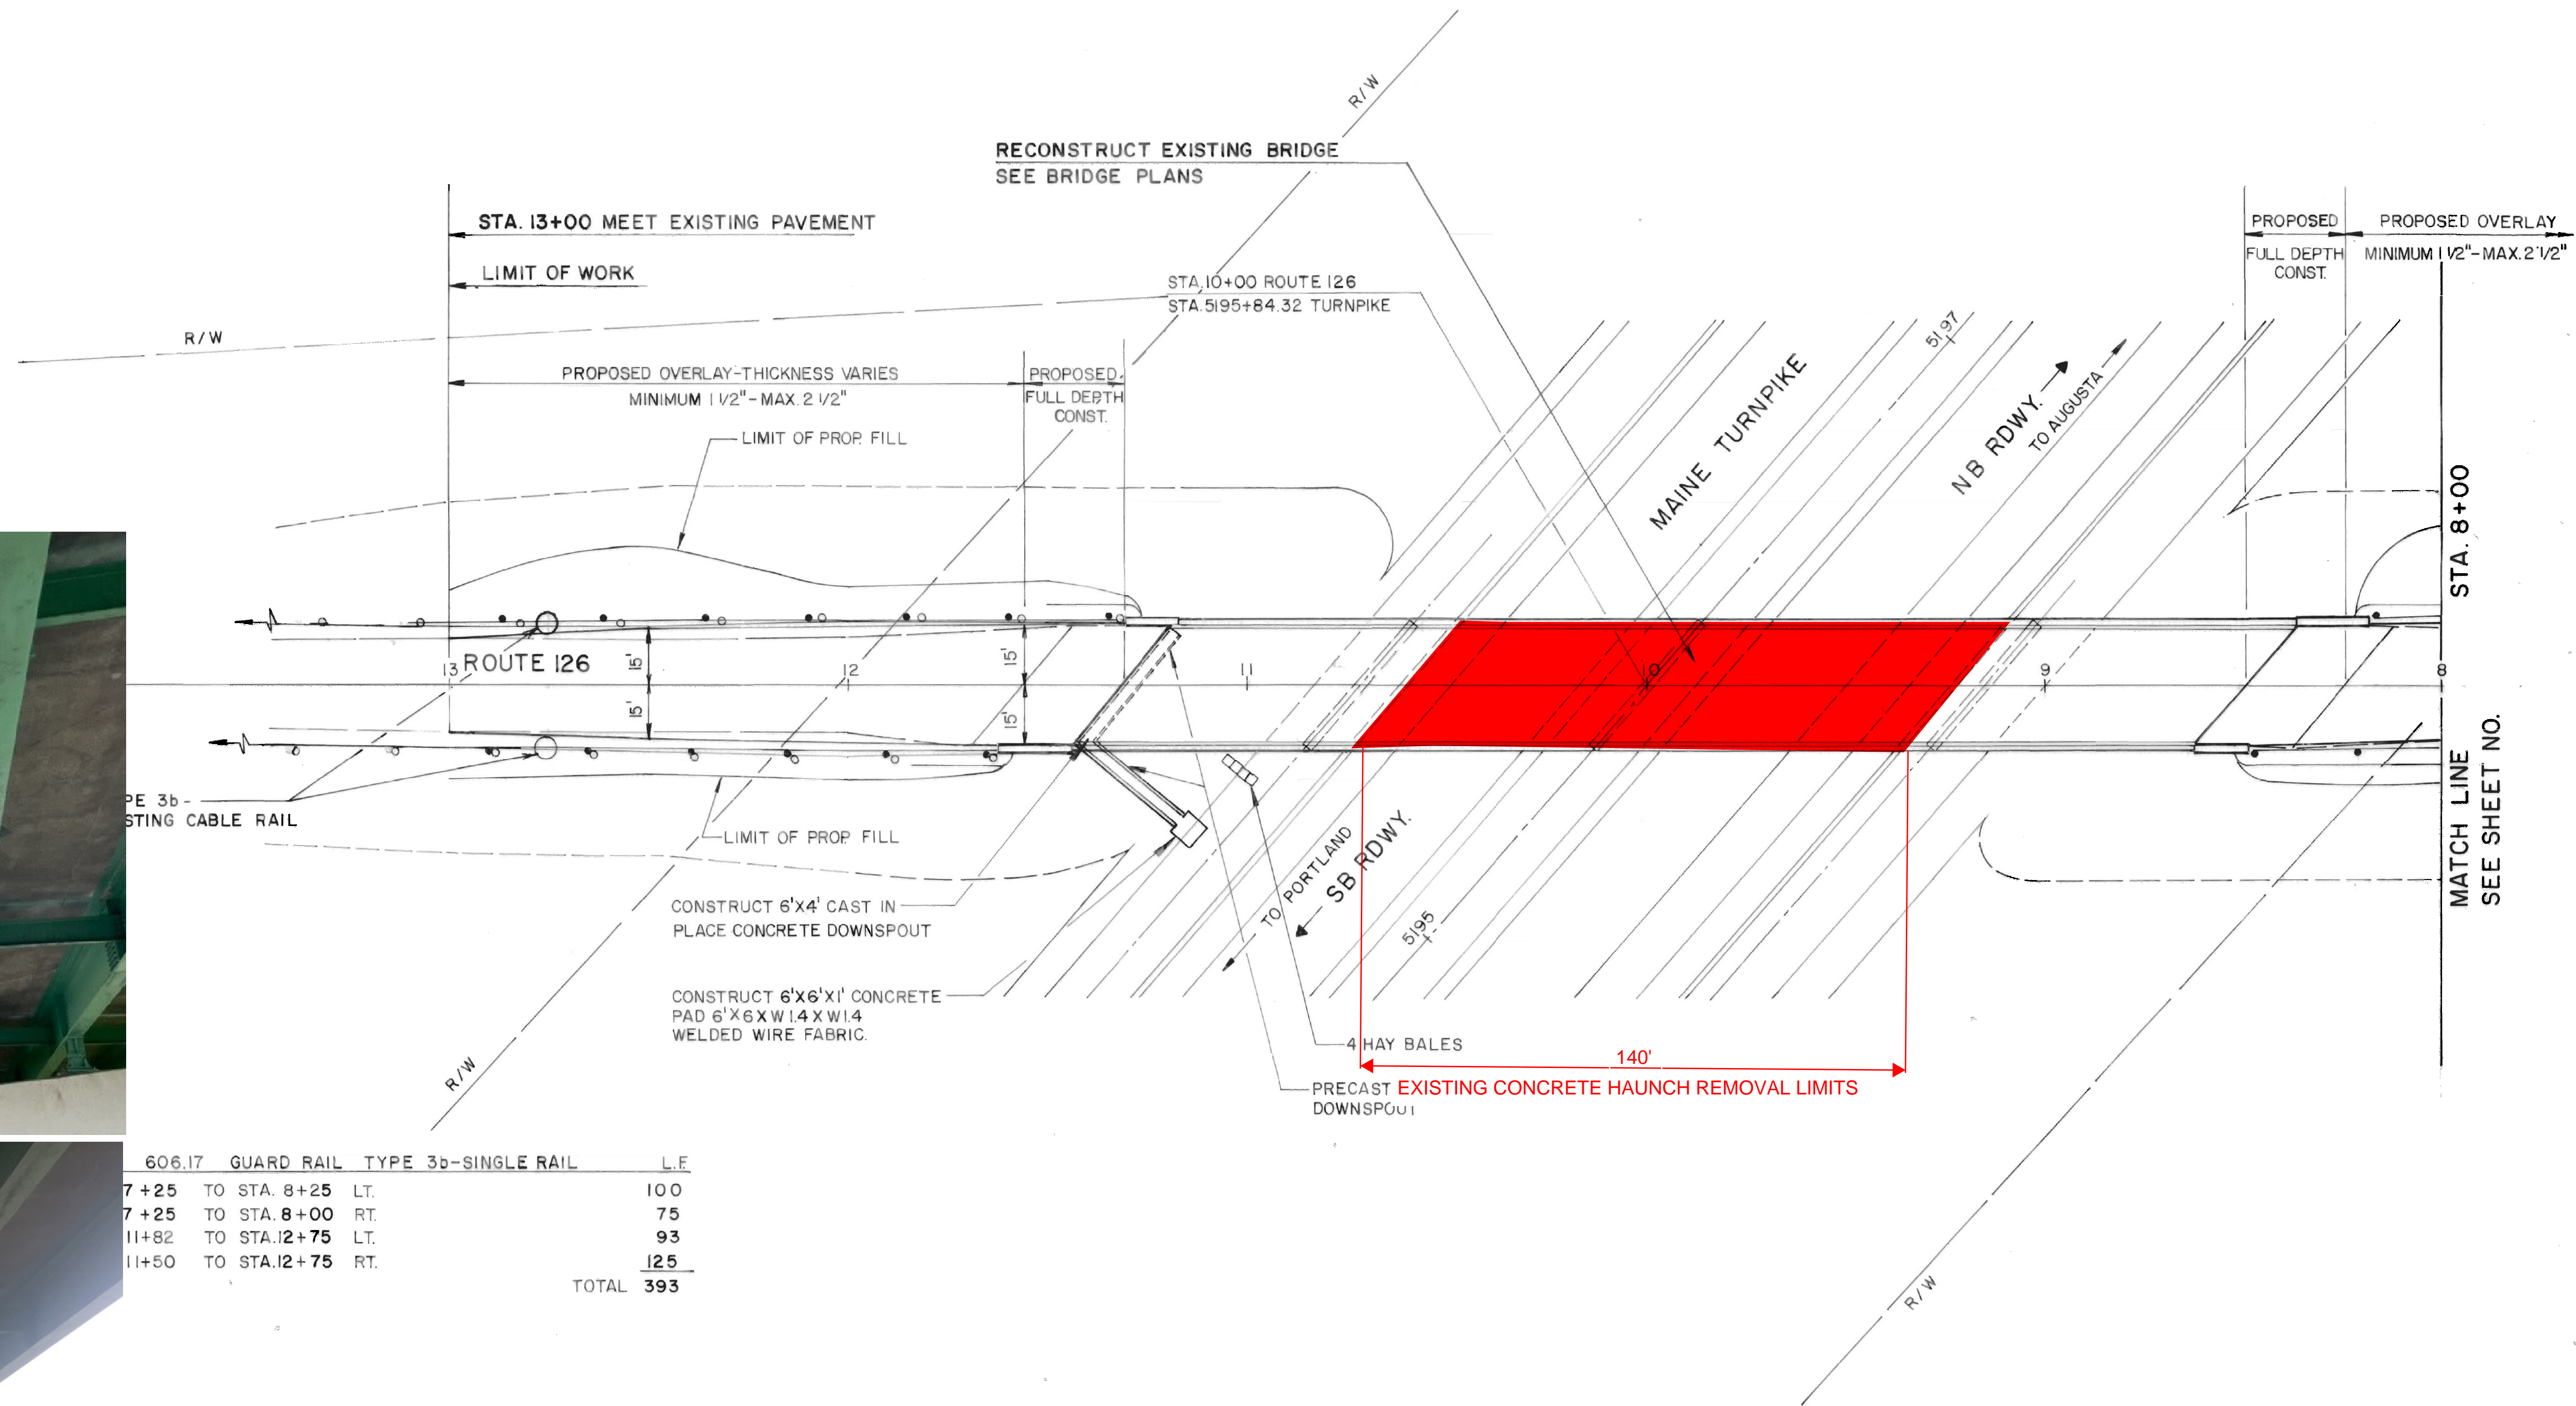 R/W
RECONSTRUCT EXISTING BRIDGE
SEE BRIDGE PLANS
STA. 13+00 MEET EXISTING PAVEMENT
LIMIT OF WORK
STA. 10+00 ROUTE 126
STA. 5195+84.32 TURNPIKE
PROPOSED
FULL DEPTH
CONST.
PROPOSED OVERLAY
MINIMUM 1 1/2"-MAX. 2 1/2"
R/W
PROPOSED OVERLAY-THICKNESS VARIES
MINIMUM 1 1/2"-MAX. 2 1/2"
PROPOSED
FULL DEPTH
CONST.
LIMIT OF PROP. FILL
MAINE TURNPIKE
5197
NB RDWY.
TO AUGUSTA
STA. 8+00
13
ROUTE 126
15'
15'
12
15'
15'
11
10
9
8
PE 3b-
STING CABLE RAIL
LIMIT OF PROP. FILL
TO PORTLAND
SB RDWY.
5195
MATCH LINE
SEE SHEET NO.
CONSTRUCT 6'X4' CAST IN
PLACE CONCRETE DOWNSPOUT
CONSTRUCT 6'X6'X1' CONCRETE
PAD 6'X6XW1.4XW1.4
WELDED WIRE FABRIC.
4 HAY BALES
140'
PRECAST
EXISTING CONCRETE HAUNCH REMOVAL LIMITS
DOWNSPOUT
R/W
R/W
606.17 GUARD RAIL TYPE 3b-SINGLE RAIL L.F.
7+25 TO STA. 8+25 LT. 100
7+25 TO STA. 8+00 RT. 75
11+82 TO STA. 12+75 LT. 93
11+50 TO STA. 12+75 RT. 125
TOTAL 393